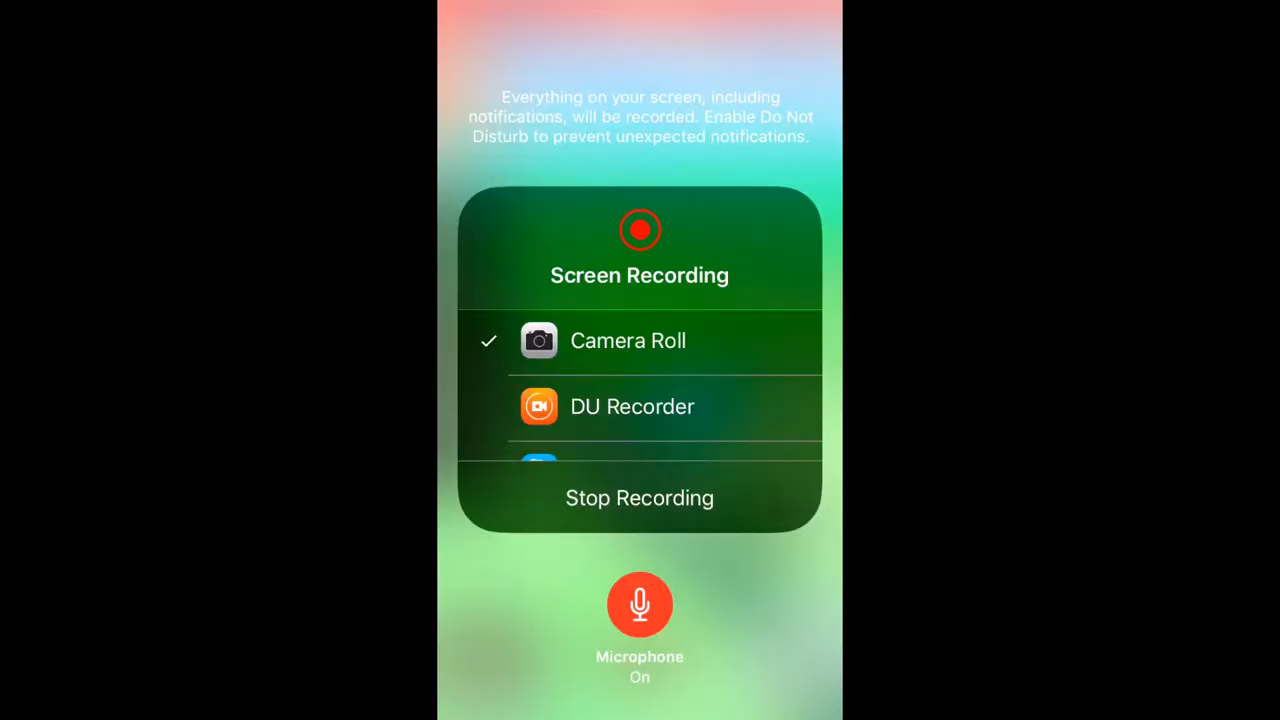 Everything on your screen, including
notifications, will be recorded. Enable Do Not
Disturb to prevent unexpected notifications.
Screen Recording
Camera Roll
DU Recorder
Stop Recording
Microphone
On